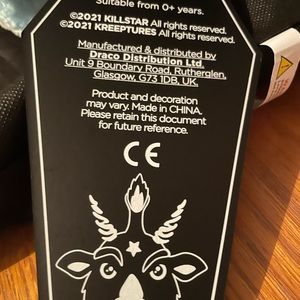 Suitable from 0+ years.
©2021 KILLSTAR All rights reserved.
©2021 KREEPTURES All rights reserved.
Manufactured & distributed by
Draco Distribution Ltd.
Unit 9 Boundary Road, Rutherglen,
Glasgow, G73 1DB, UK.
Product and decoration
may vary. Made in CHINA.
Please retain this document
for future reference.
CE